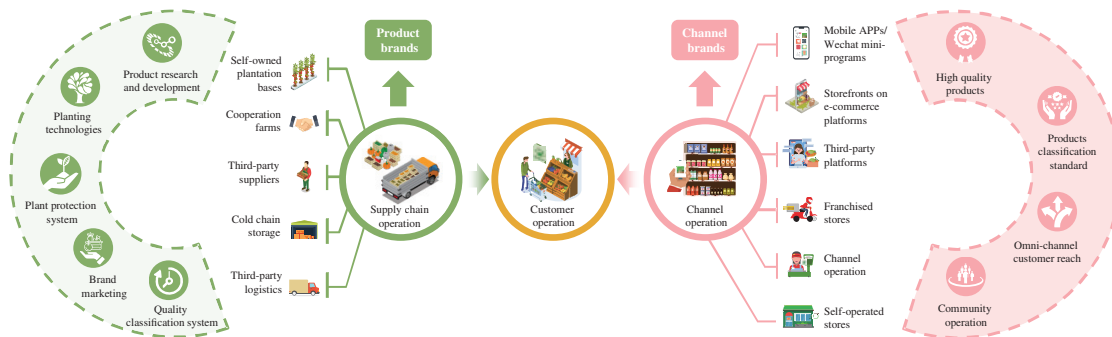 Product research
and development
Planting
technologies
Plant protection
system
Brand
marketing
Quality
classification system
Self-owned
plantation
bases
Cooperation
farms
Third-party
suppliers
Cold chain
storage
Third-party
logistics
Product
brands
Supply chain
operation
Customer
operation
Channel
brands
Channel
operation
Mobile APPs/
Wechat mini-
programs
Storefronts on
e-commerce
platforms
Third-party
platforms
Franchised
stores
Channel
operation
Self-operated
stores
High quality
products
Products
classification
standard
Omni-channel
customer reach
Community
operation